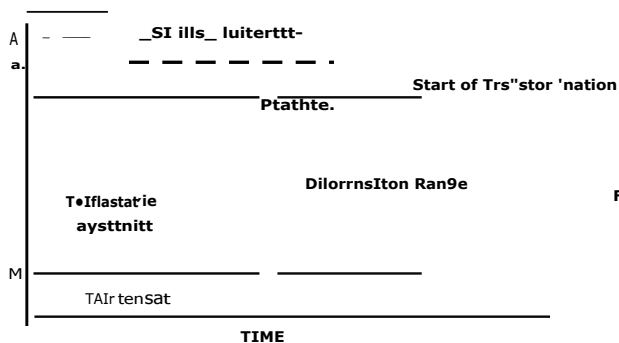 A
_SI ills_ luiterttt-
a.
Start of Trs"stor 'nation
Ptathte.
DilorrnsIton Ran9e
F
T•Iflastat'ie
aysttnitt
M
TAIr tensat
TIME